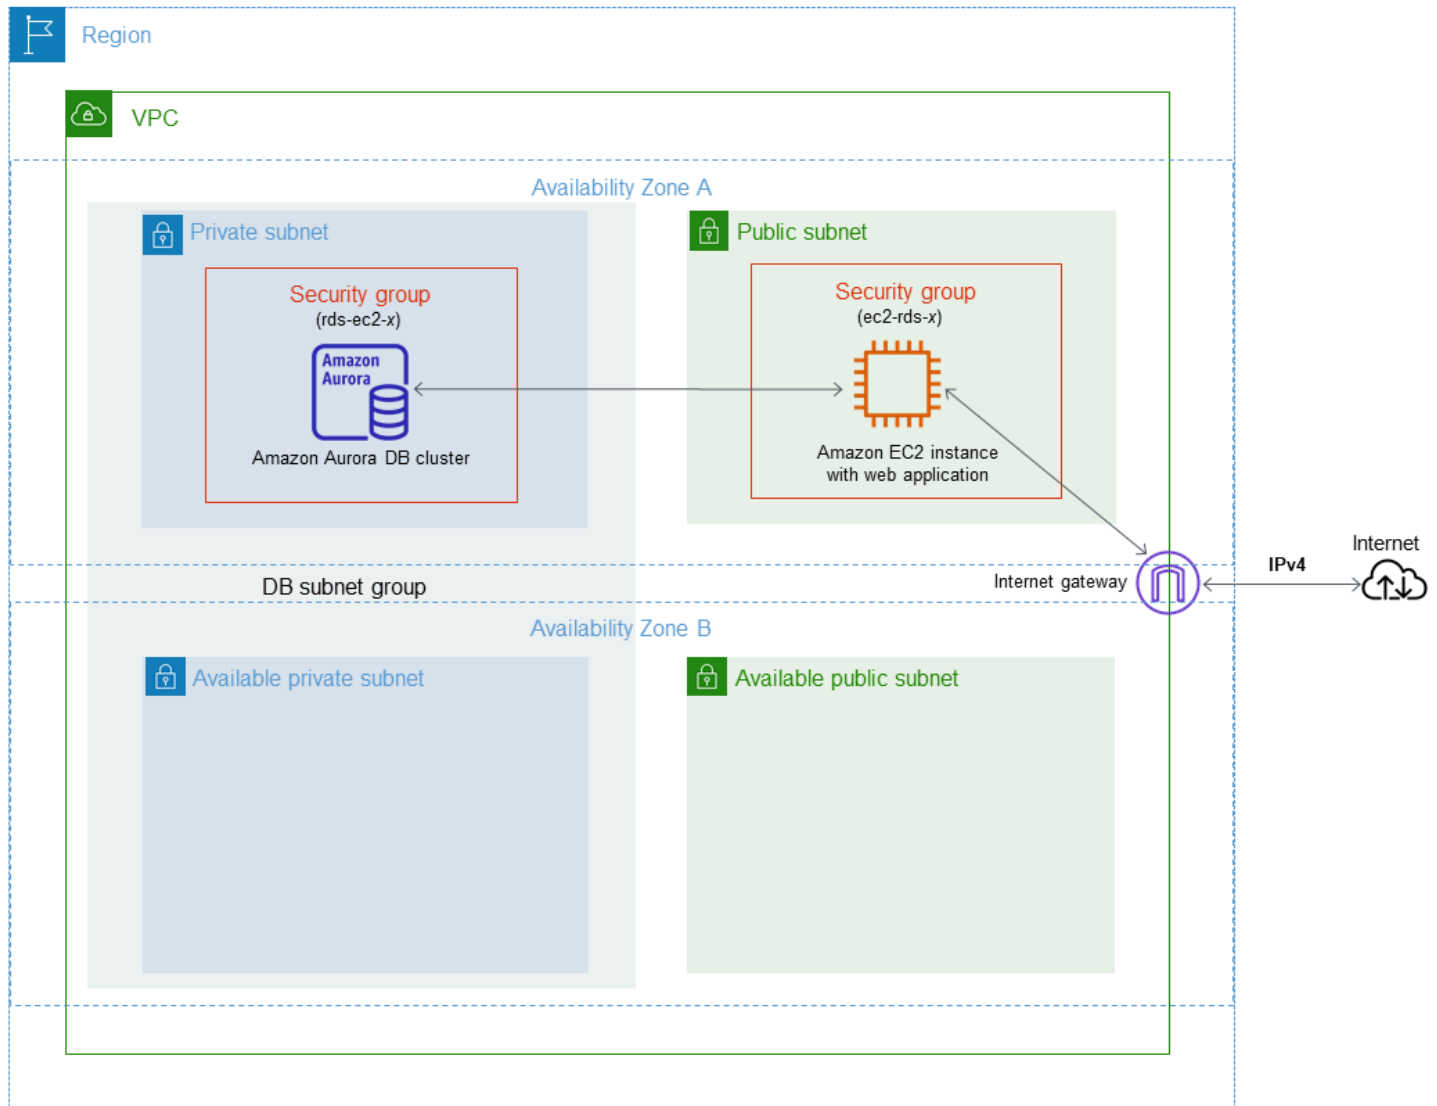 Region
VPC
Availability Zone A
Private subnet
Public subnet
Security group
(rds-ec2-x)
Amazon
Aurora
Amazon Aurora DB cluster
Security group
(ec2-rds-x)
Amazon EC2 instance
with web application
Internet
IPv4
Internet gateway
DB subnet group
Availability Zone B
Available private subnet
Available public subnet